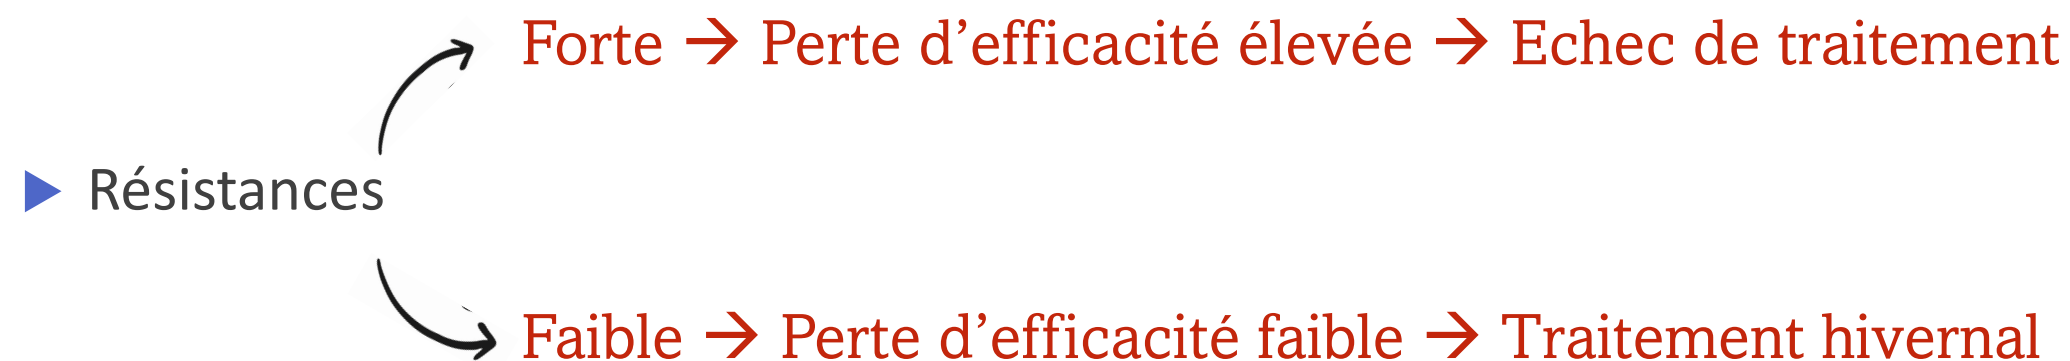 Forte → Perte d’efficacité élevée → Echec de traitement
Résistances
Faible → Perte d’efficacité faible → Traitement hivernal